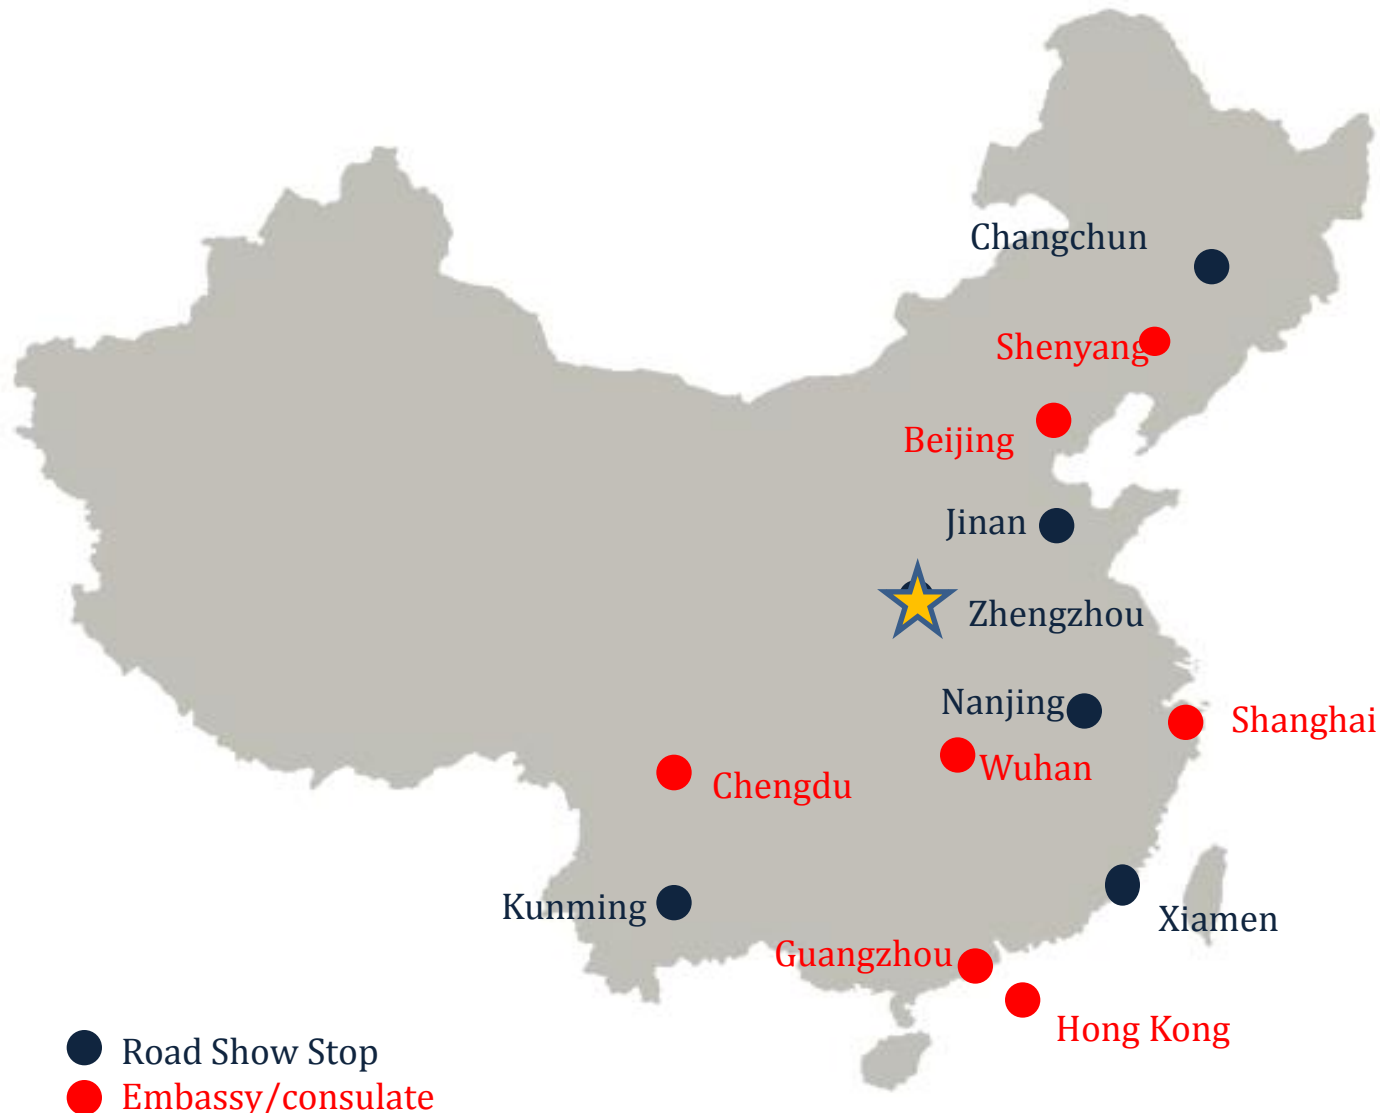 Changchun
Shenyang
Beijing
Jinan
Zhengzhou
Nanjing
Shanghai
Wuhan
Chengdu
Kunming
Xiamen
Guangzhou
Hong Kong
Road Show Stop
Embassy/consulate